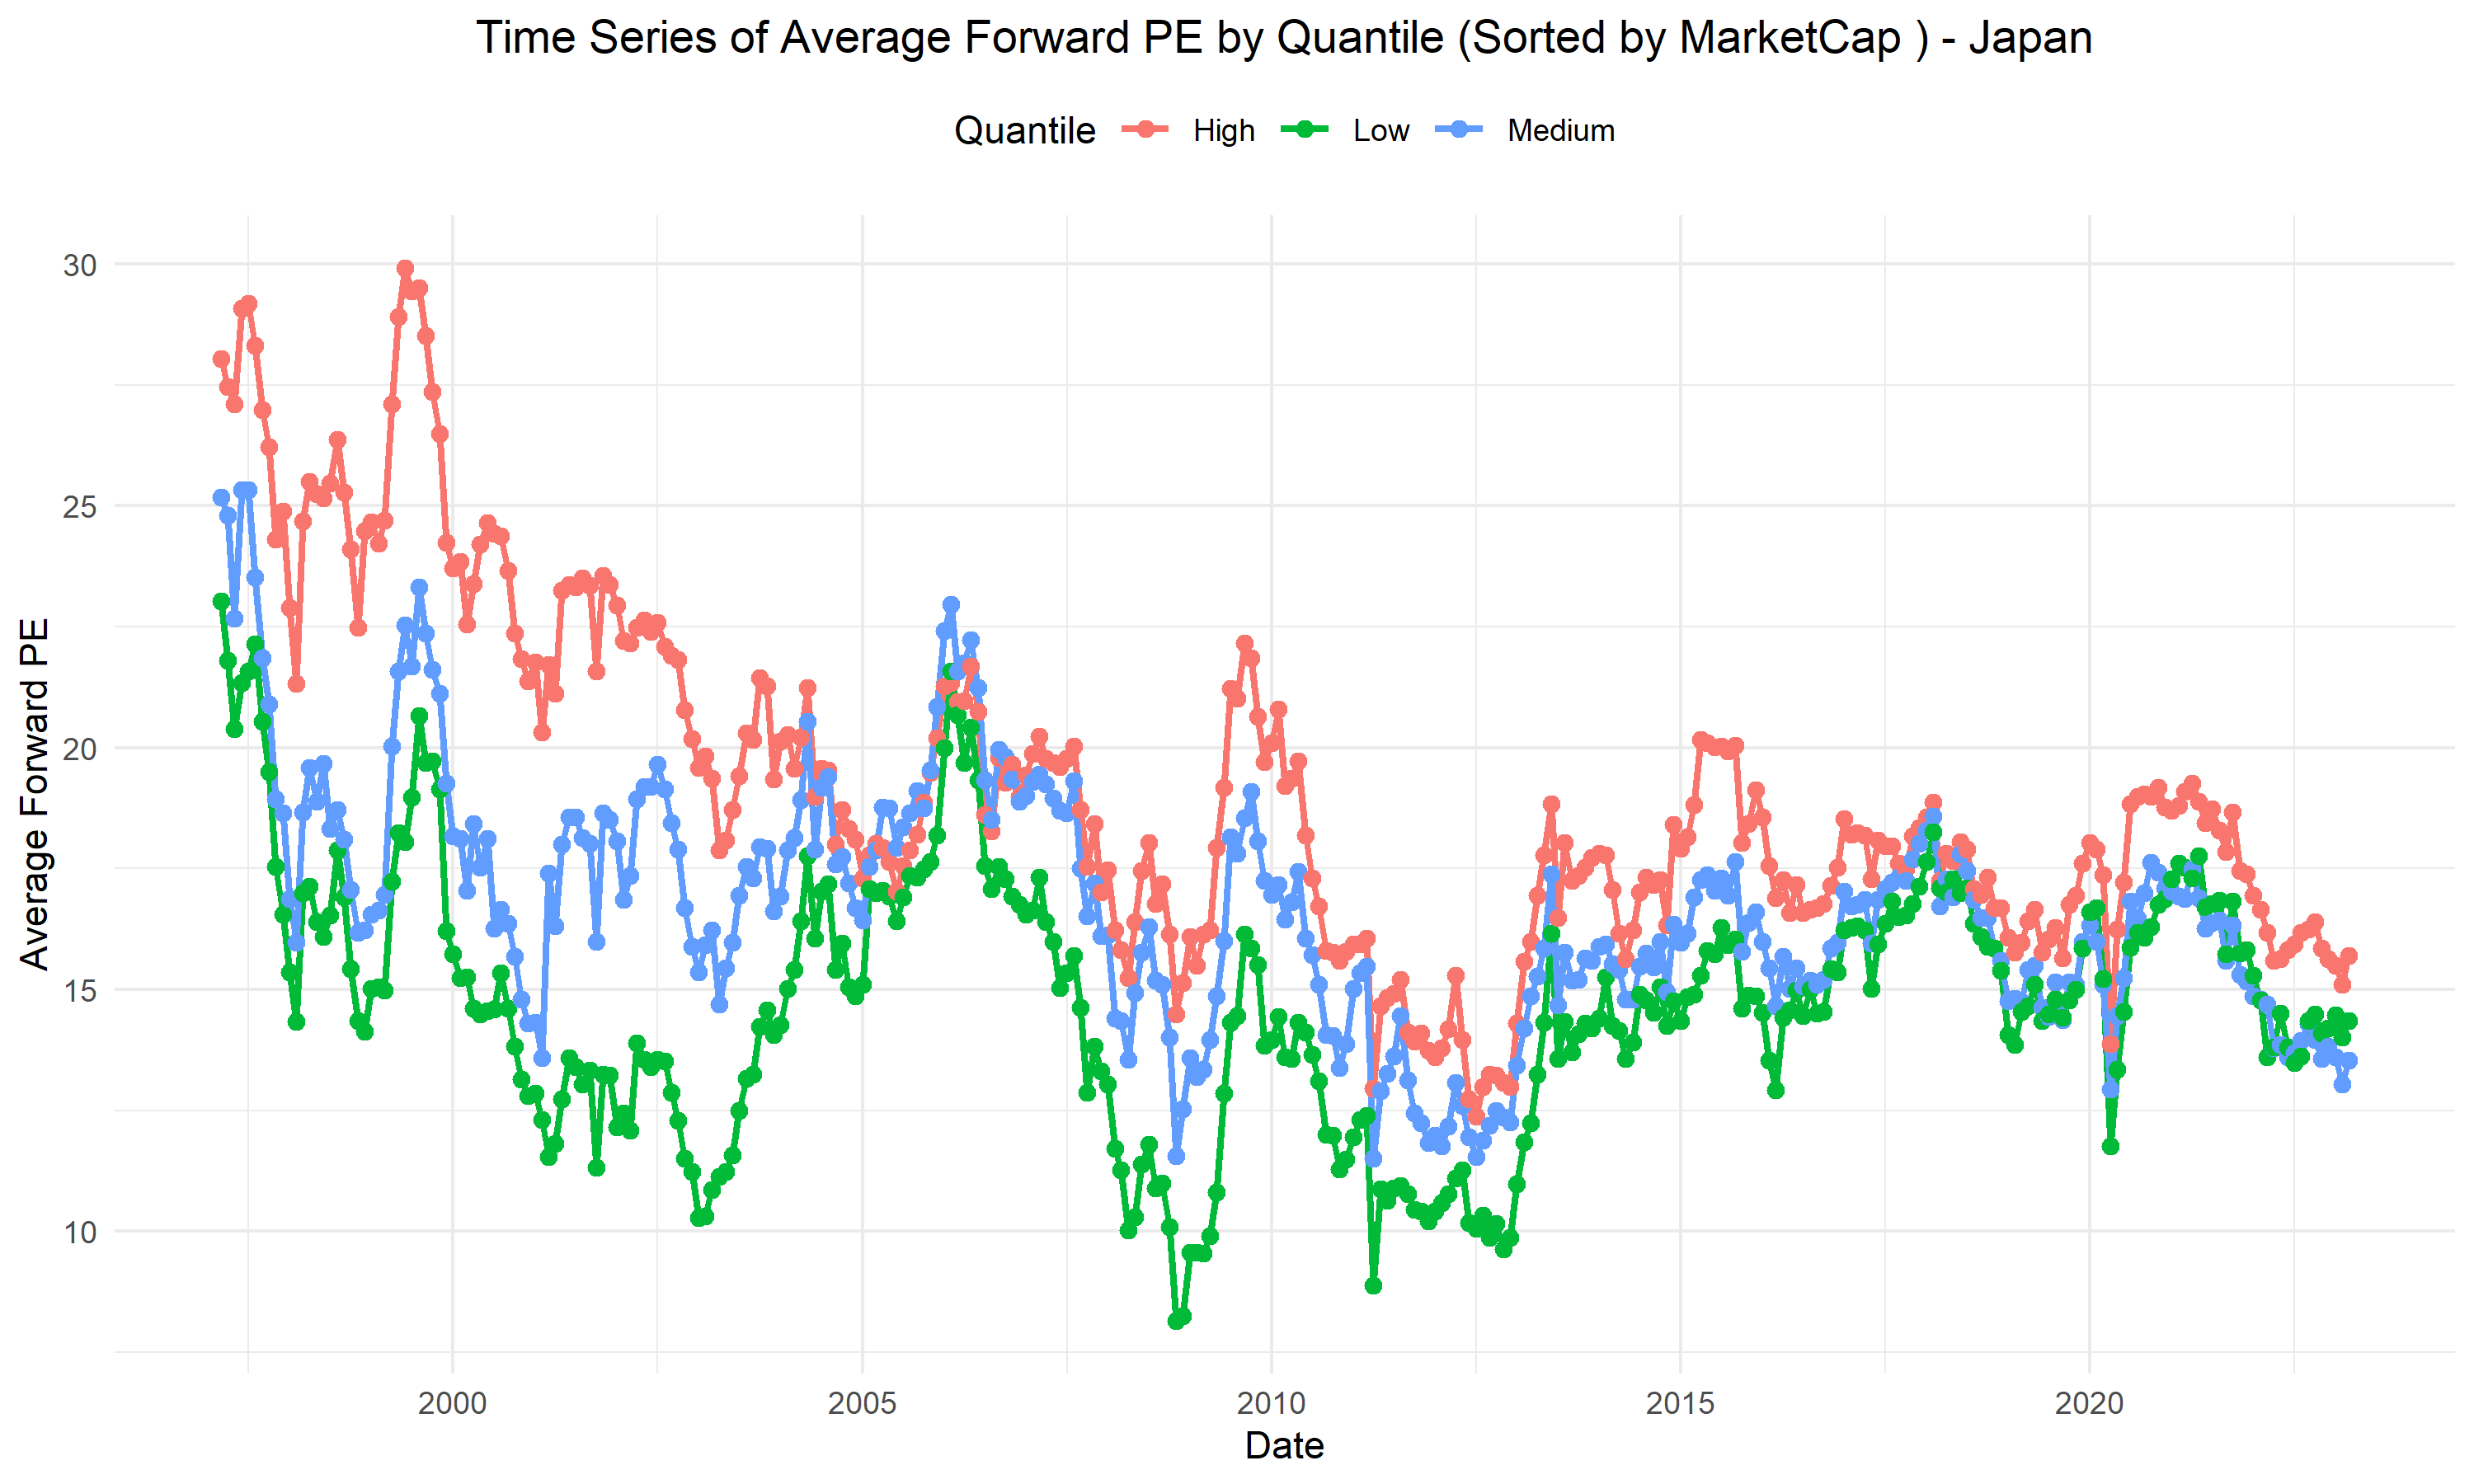 Time Series of Average Forward PE by Quantile (Sorted by MarketCap ) - Japan
Quantile High Low Medium
30
25
20
15
10
Average Forward PE
2000 2005 2010 2015 2020
Date